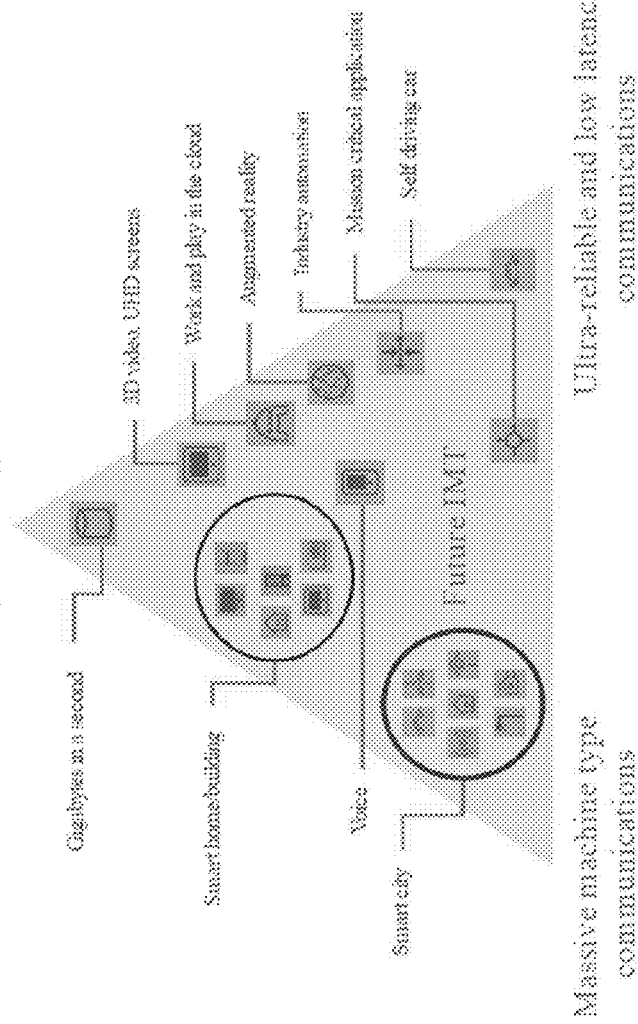 Gigabytes in a second
Smart home/building
Voice
Smart city
3D video, UHD screens
Work and play in the cloud
Augmented reality
Industry automation
Mission critical application
Self driving car
Future IMT
Massive machine type
communications
Ultra-reliable and low latenc
communications